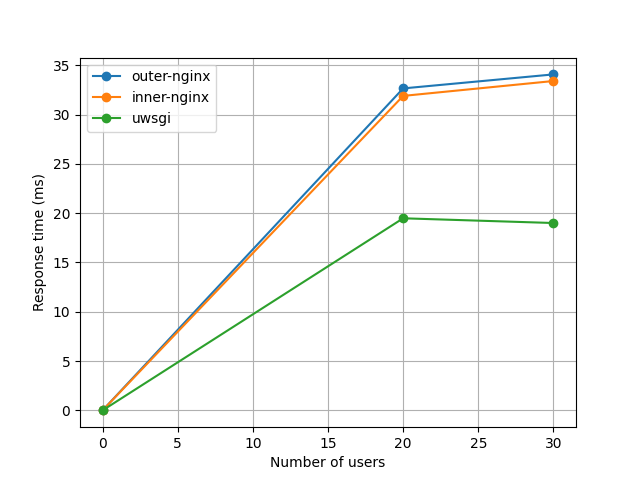 outer-nginx
inner-nginx
uwsgi
Response time (ms)
35
30
25
20
15
10
5
0
0 5 10 15 20 25 30
Number of users